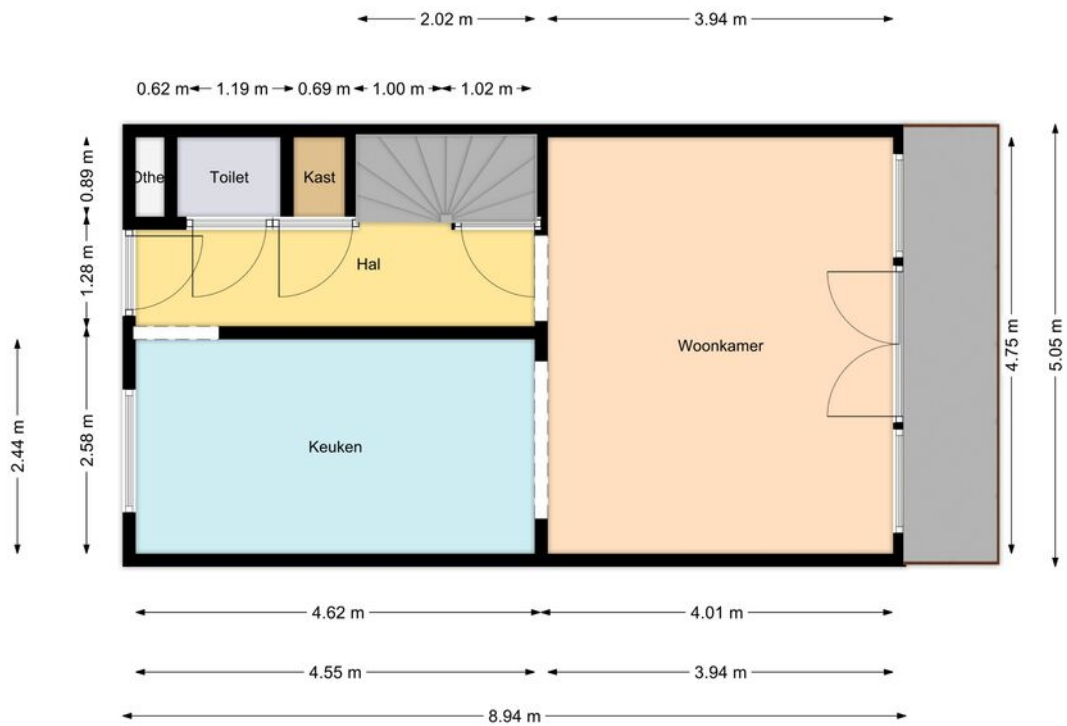 2.02 m
3.94 m
0.62 m
1.19 m
0.69 m
1.00 m
1.02 m
0.89 m
1.28 m
2.58 m
2.44 m
Othe
Toilet
Kast
Hal
Woonkamer
Keuken
4.75 m
5.05 m
4.62 m
4.01 m
4.55 m
3.94 m
8.94 m